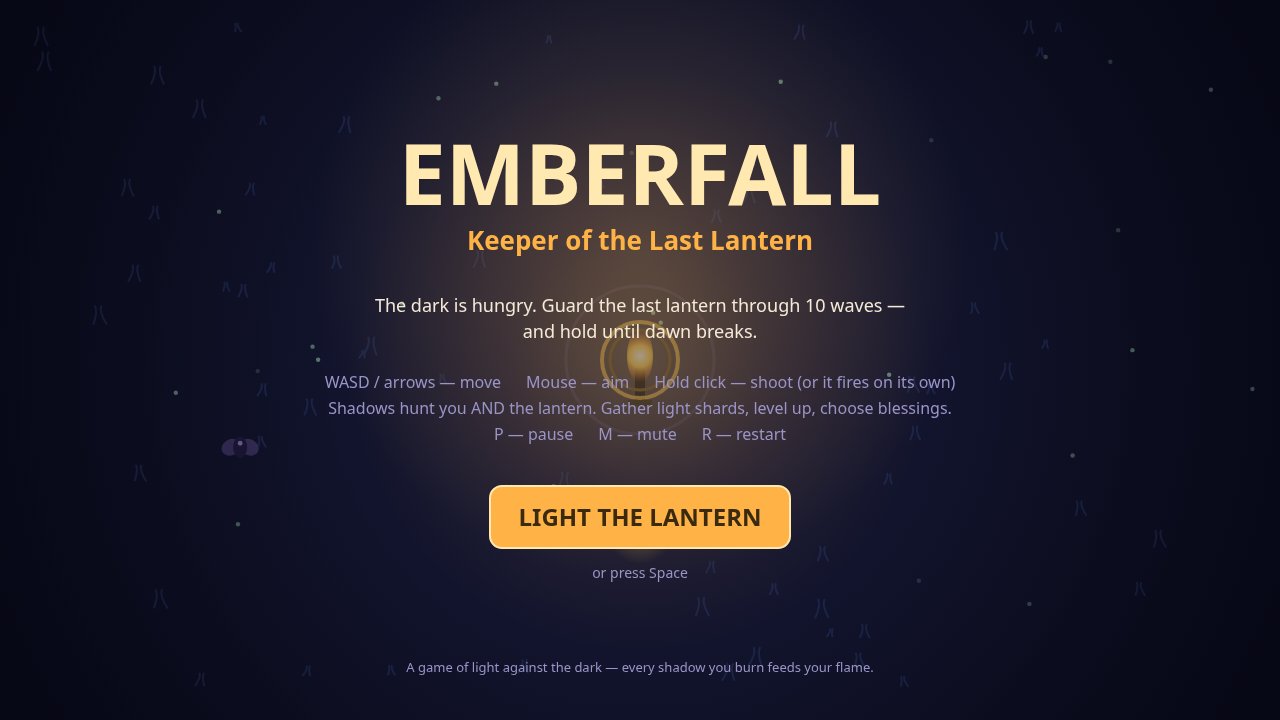 EMBERFALL
Keeper of the Last Lantern
The dark is hungry. Guard the last lantern through 10 waves —
and hold until dawn breaks.
WASD / arrows — move Mouse — aim Hold click — shoot (or it fires on its own)
Shadows hunt you AND the lantern. Gather light shards, level up, choose blessings.
P — pause M — mute R — restart
LIGHT THE LANTERN
or press Space
A game of light against the dark — every shadow you burn feeds your flame.